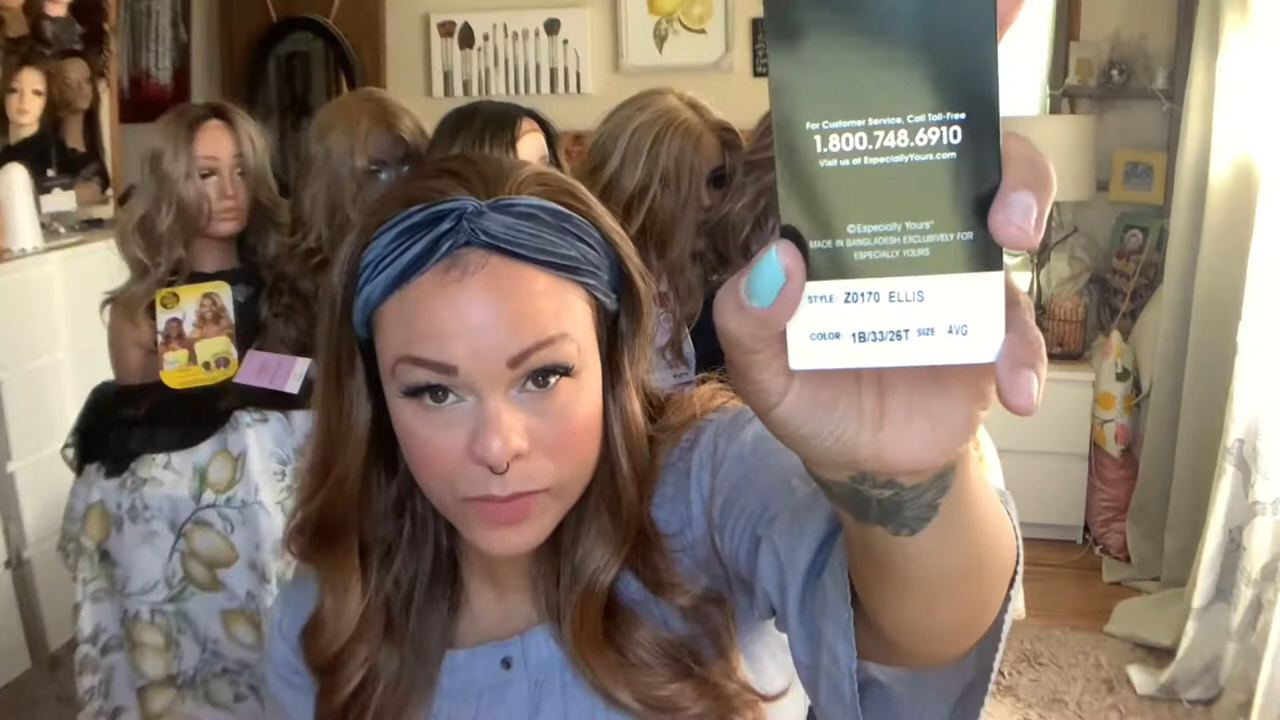 For Customer Service, Call Toll-Free
1.800.748.6910
Visit us at EspeciallyYours.com
©Especially Yours®
MADE IN BANGLADESH EXCLUSIVELY FOR
ESPECIALLY YOURS
STYLE: Z0170 ELLIS
COLOR: 1B/33/26T SIZE AVG